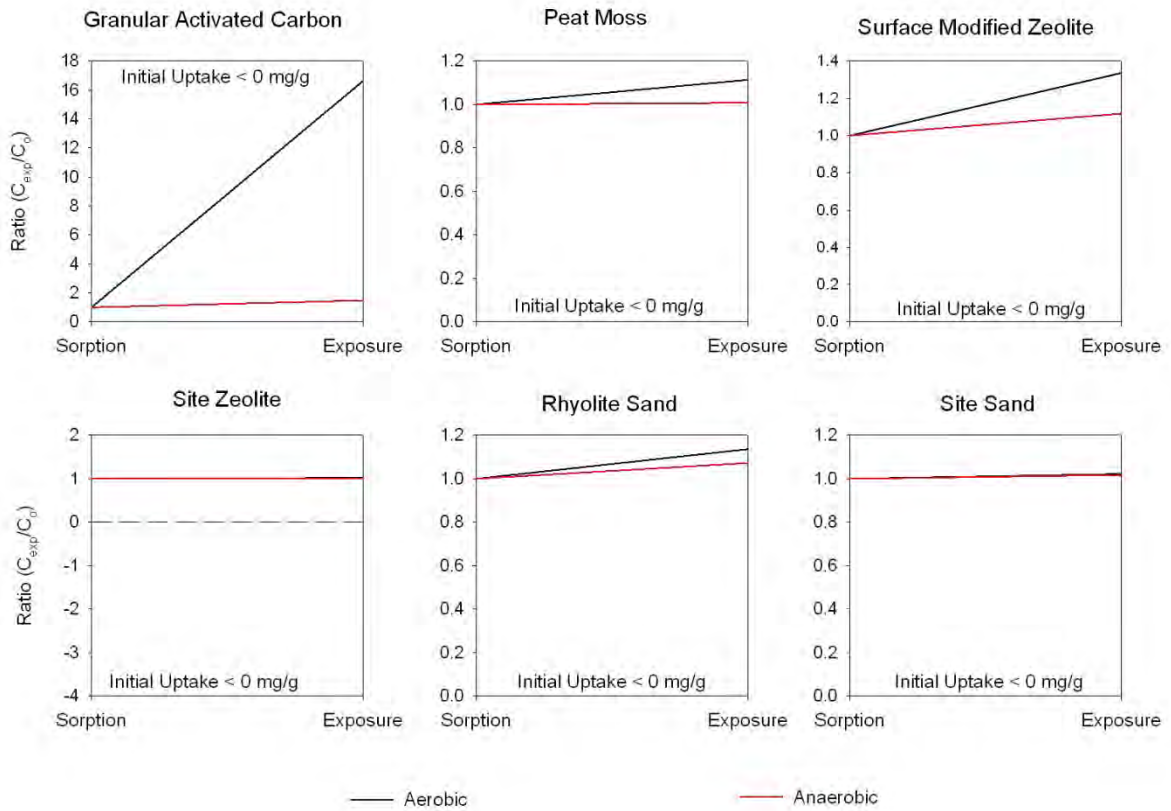 Granular Activated Carbon
Peat Moss
Surface Modified Zeolite
Ratio (C_exp/C_o)
18
16
14
12
10
8
6
4
2
0
Initial Uptake < 0 mg/g
Sorption
Exposure
1.2
1.0
0.8
0.6
0.4
0.2
0.0
Initial Uptake < 0 mg/g
Sorption
Exposure
1.4
1.2
1.0
0.8
0.6
0.4
0.2
0.0
Initial Uptake < 0 mg/g
Sorption
Exposure
Site Zeolite
Rhyolite Sand
Site Sand
Ratio (C_exp/C_o)
2
1
0
-1
-2
-3
-4
Initial Uptake < 0 mg/g
Sorption
Exposure
1.2
1.0
0.8
0.6
0.4
0.2
0.0
Initial Uptake < 0 mg/g
Sorption
Exposure
1.2
1.0
0.8
0.6
0.4
0.2
0.0
Initial Uptake < 0 mg/g
Sorption
Exposure
Aerobic
Anaerobic